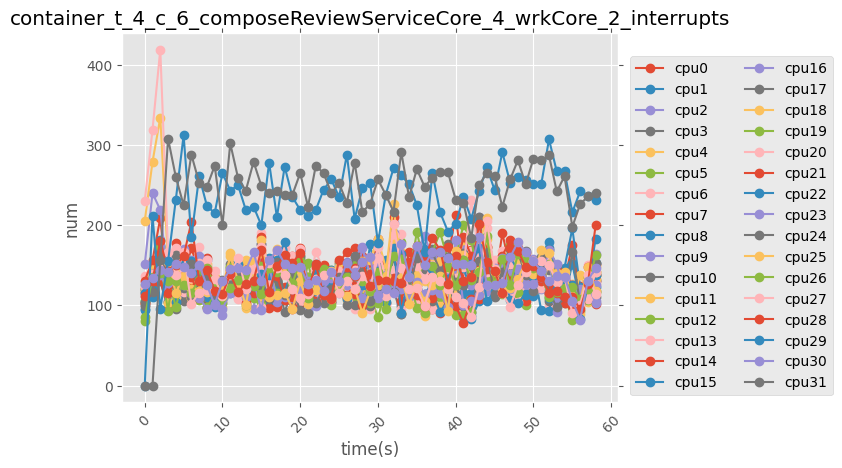 container_t_4_c_6_composeReviewServiceCore_4_wrkCore_2_interrupts
400
300
200
100
0
num
0
10
20
30
40
50
60
time(s)
cpu0
cpu1
cpu2
cpu3
cpu4
cpu5
cpu6
cpu7
cpu8
cpu9
cpu10
cpu11
cpu12
cpu13
cpu14
cpu15
cpu16
cpu17
cpu18
cpu19
cpu20
cpu21
cpu22
cpu23
cpu24
cpu25
cpu26
cpu27
cpu28
cpu29
cpu30
cpu31